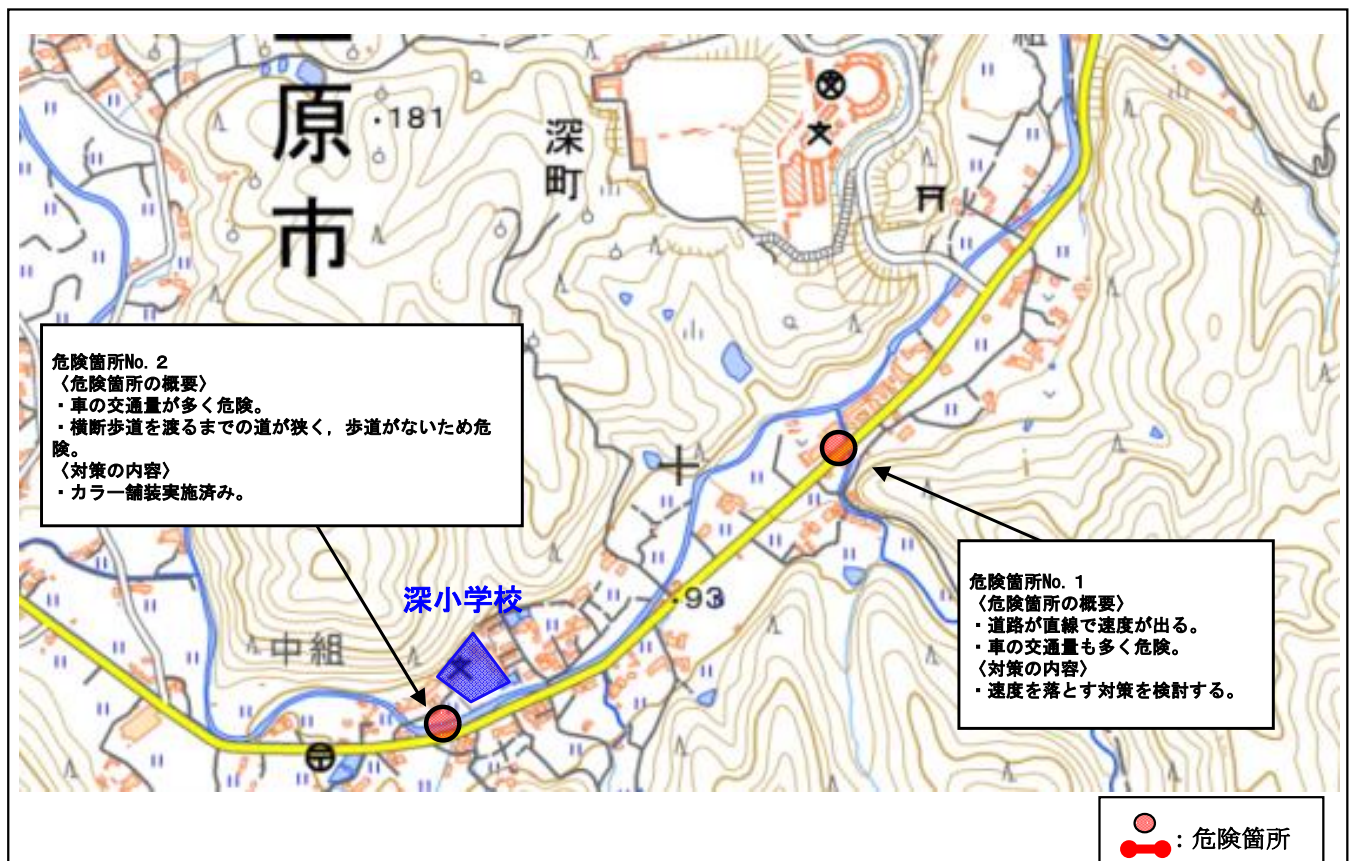 原市
・181
深町
組
危険箇所No. 2
〈危険箇所の概要〉
・車の交通量が多く危険。
・横断歩道を渡るまでの道が狭く，歩道がないため危
険。
〈対策の内容〉
・カラー舗装実施済み。
深小学校
中組
・93
危険箇所No. 1
〈危険箇所の概要〉
・道路が直線で速度が出る。
・車の交通量も多く危険。
〈対策の内容〉
・速度を落とす対策を検討する。
：危険箇所